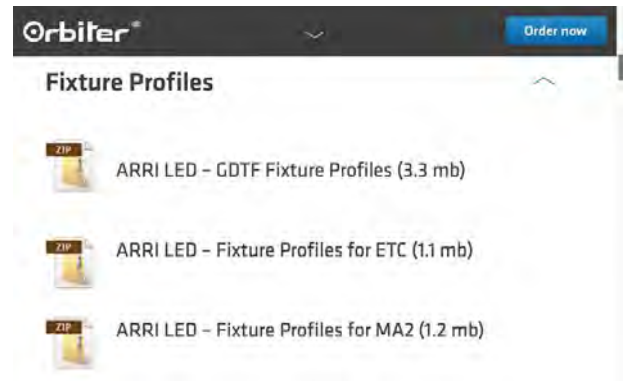 Orbiter®
Order now
Fixture Profiles
ZIP
ARRI LED – GDTF Fixture Profiles (3.3 mb)
ZIP
ARRI LED – Fixture Profiles for ETC (1.1 mb)
ZIP
ARRI LED – Fixture Profiles for MA2 (1.2 mb)